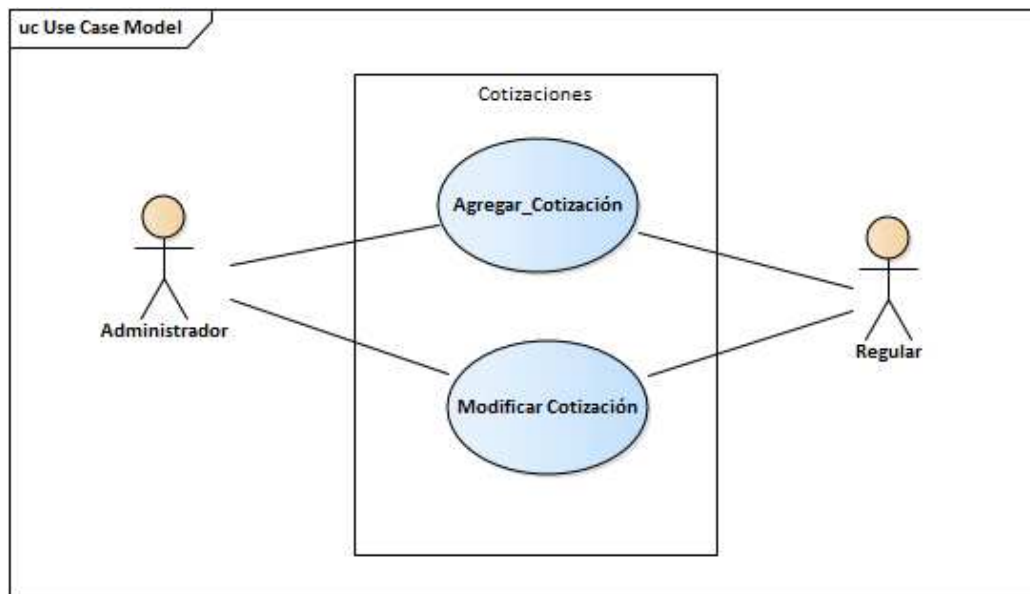 uc Use Case Model
Cotizaciones
Agregar_Cotización
Administrador
Regular
Modificar Cotización